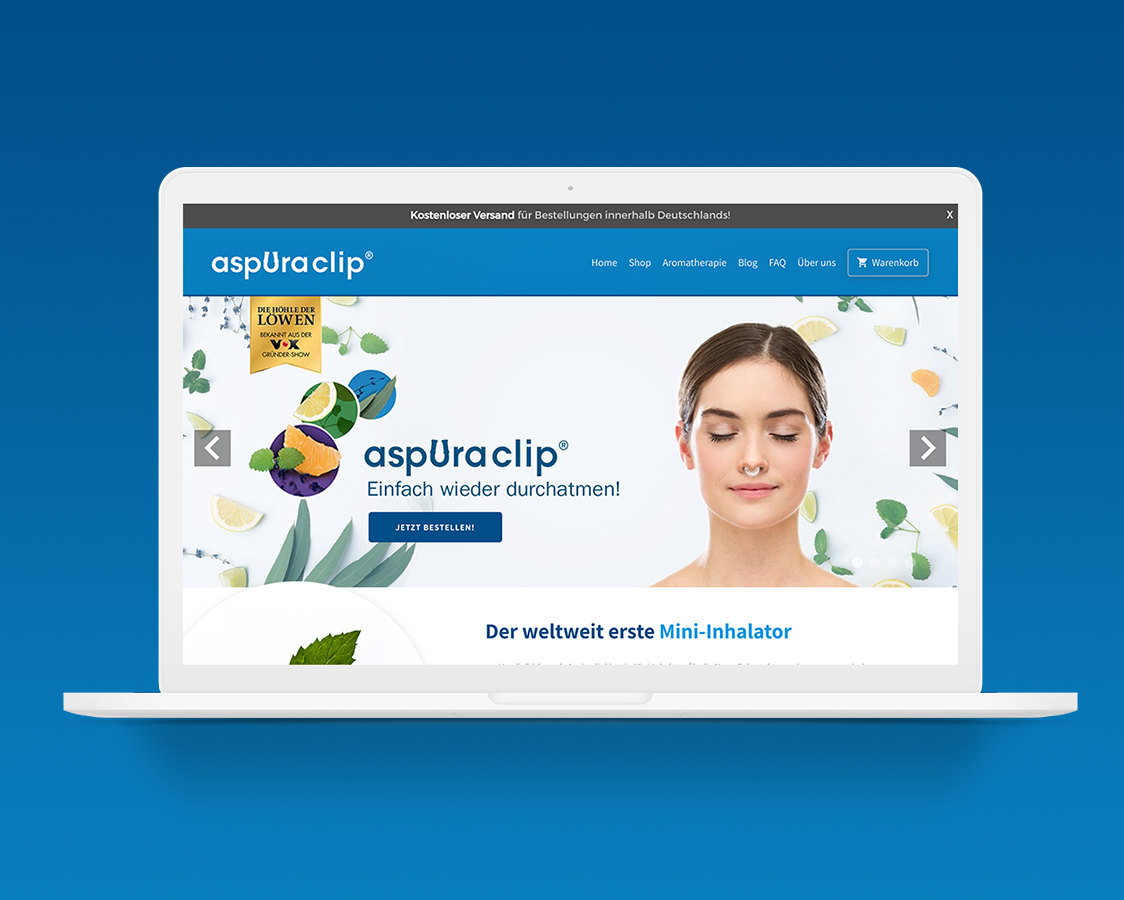 Kostenloser Versand für Bestellungen innerhalb Deutschlands!
X
aspUraclip®
Home Shop Aromatherapie Blog FAQ Über uns Warenkorb
DIE HÖHLE DER
LÖWEN
BEKANNT AUS DER
VOX
GRÜNDER-SHOW
aspUraclip®
Einfach wieder durchatmen!
JETZT BESTELLEN!
Der weltweit erste Mini-Inhalator